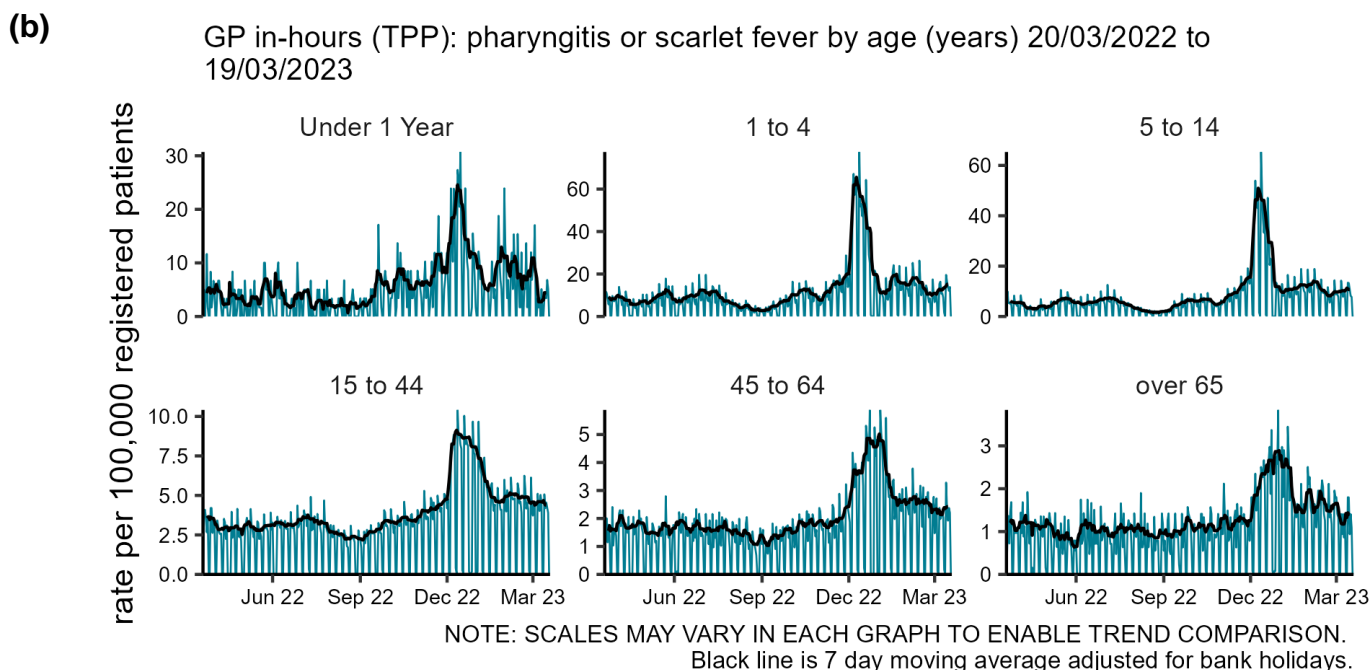 (b)
GP in-hours (TPP): pharyngitis or scarlet fever by age (years) 20/03/2022 to
19/03/2023
rate per 100,000 registered patients
Under 1 Year
30
20
10
0
1 to 4
60
40
20
0
5 to 14
60
40
20
0
15 to 44
10.0
7.5
5.0
2.5
0.0
Jun 22 Sep 22 Dec 22 Mar 23
45 to 64
5
4
3
2
1
0
Jun 22 Sep 22 Dec 22 Mar 23
over 65
3
2
1
0
Jun 22 Sep 22 Dec 22 Mar 23
NOTE: SCALES MAY VARY IN EACH GRAPH TO ENABLE TREND COMPARISON.
Black line is 7 day moving average adjusted for bank holidays.